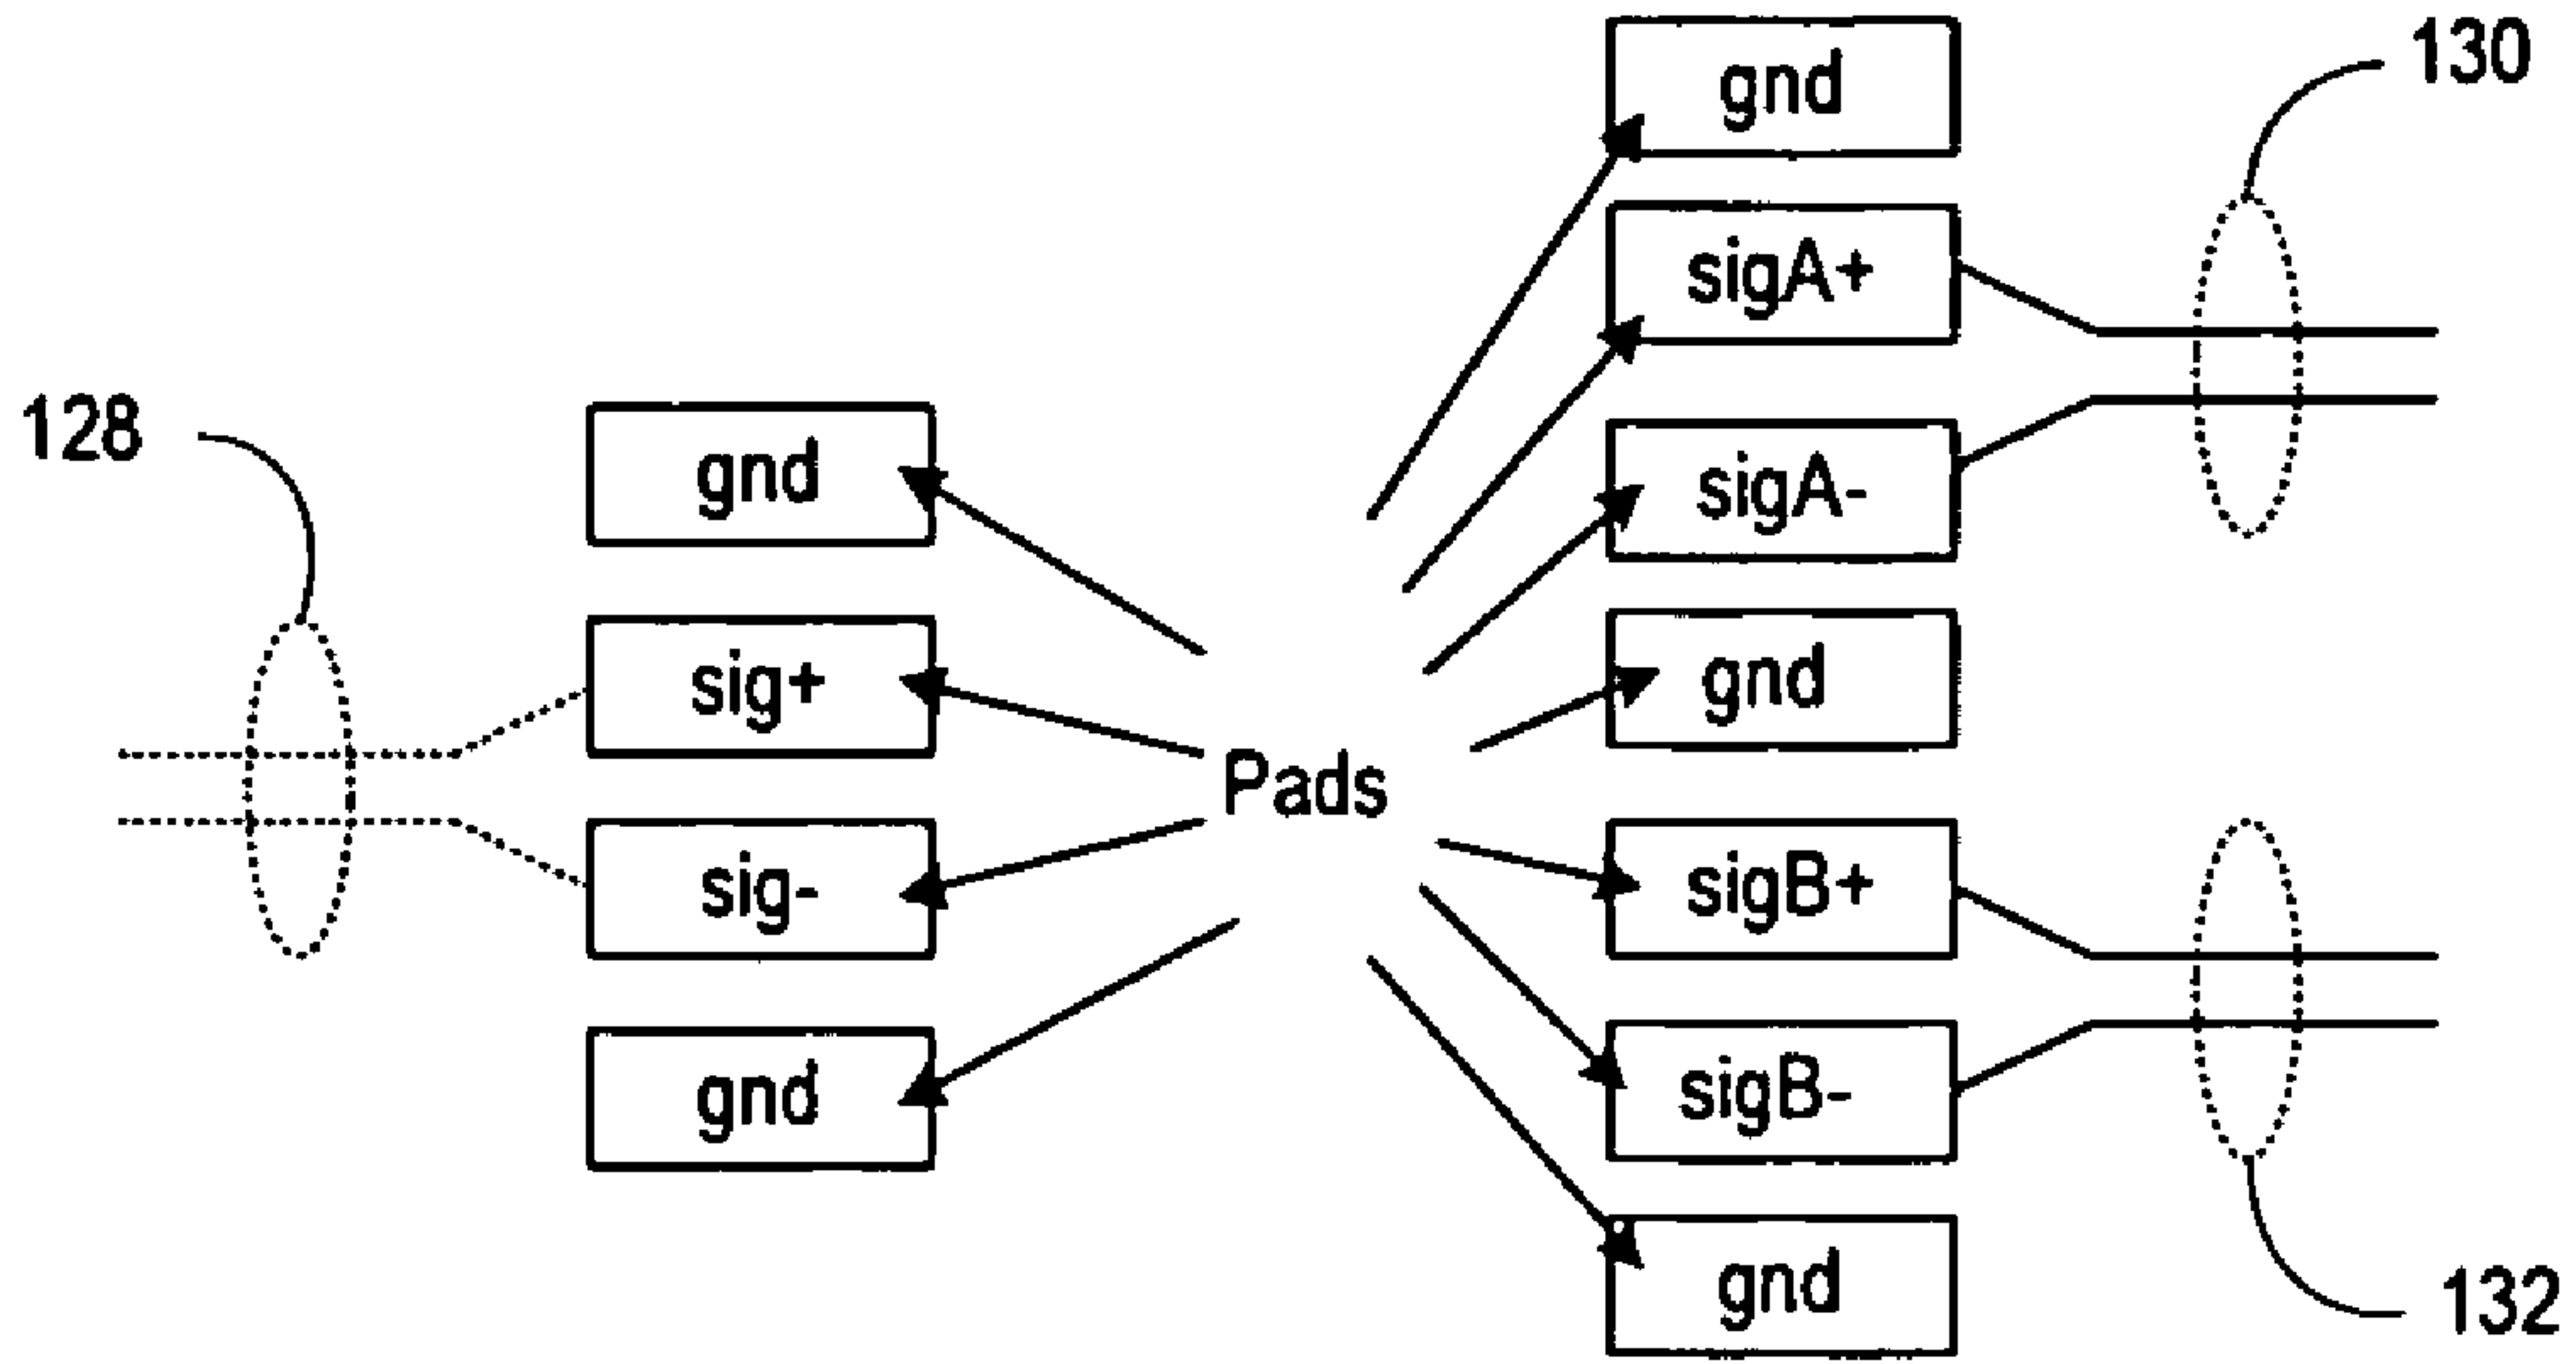 130
gnd
sigA+
128
gnd
sigA-
sig+
gnd
Pads
sig-
sigB+
gnd
sigB-
gnd
132